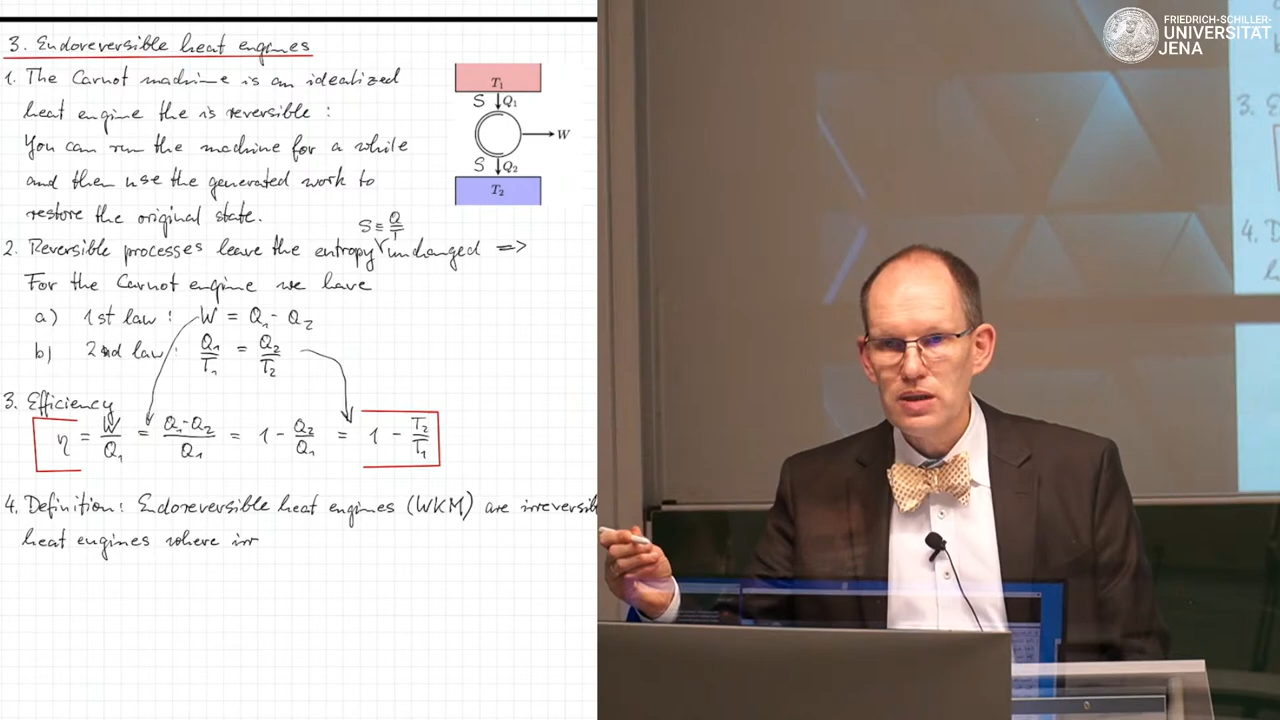 3. Endoreversible heat engines
1. The Carnot machine is an idealized
heat engine the is reversible :
You can run the machine for a while
and then use the generated work to
restore the original state.
S ≡ Q/T
2. Reversible processes leave the entropy unchanged =>
For the Carnot engine we have
a) 1st law : W = Q₁ - Q₂
b) 2nd law : Q₁/T₁ = Q₂/T₂
3. Efficiency
η = W/Q₁ = (Q₁-Q₂)/Q₁ = 1 - Q₂/Q₁ = 1 - T₂/T₁
4. Definition: Endoreversible heat engines (WKM) are irreversib
heat engines where irr
T₁
S Q₁
W
S Q₂
T₂
FRIEDRICH-SCHILLER-
UNIVERSITÄT
JENA
3. E
4. D